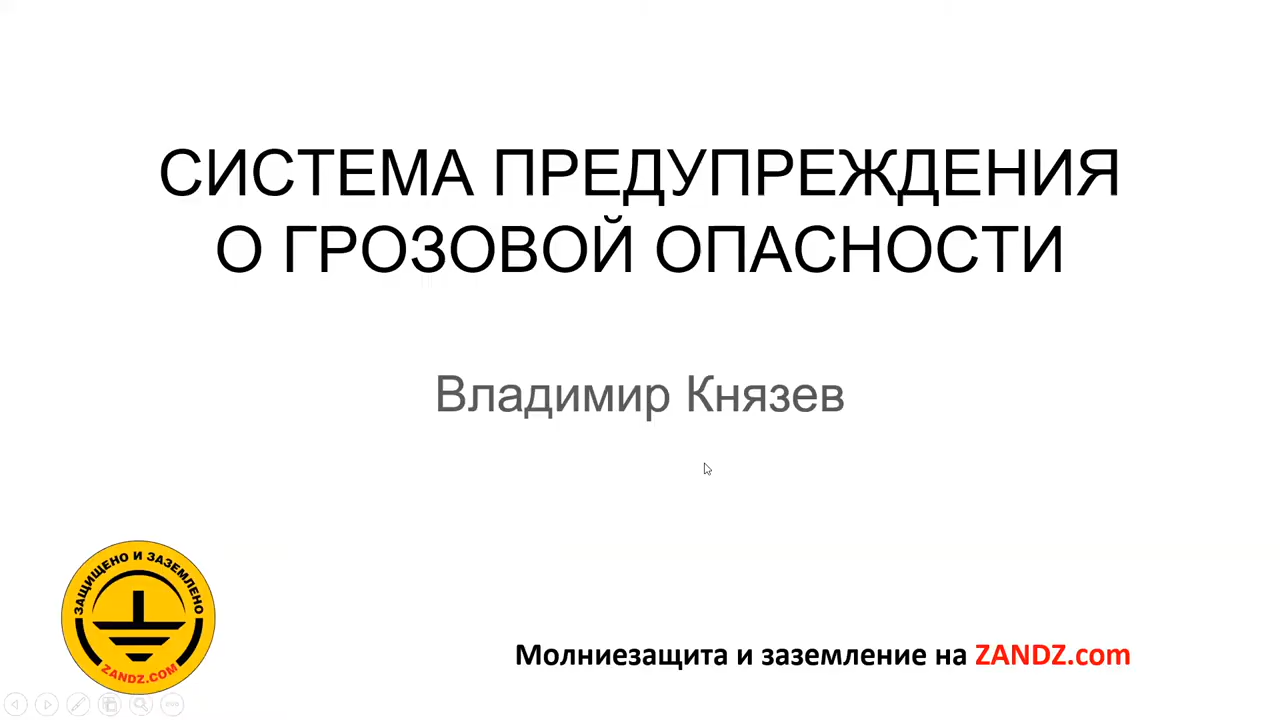 СИСТЕМА ПРЕДУПРЕЖДЕНИЯ
О ГРОЗОВОЙ ОПАСНОСТИ
Владимир Князев
ЗАЩИЩЕНО И ЗАЗЕМЛЕНО
ZANDZ.COM
Молниезащита и заземление на ZANDZ.com